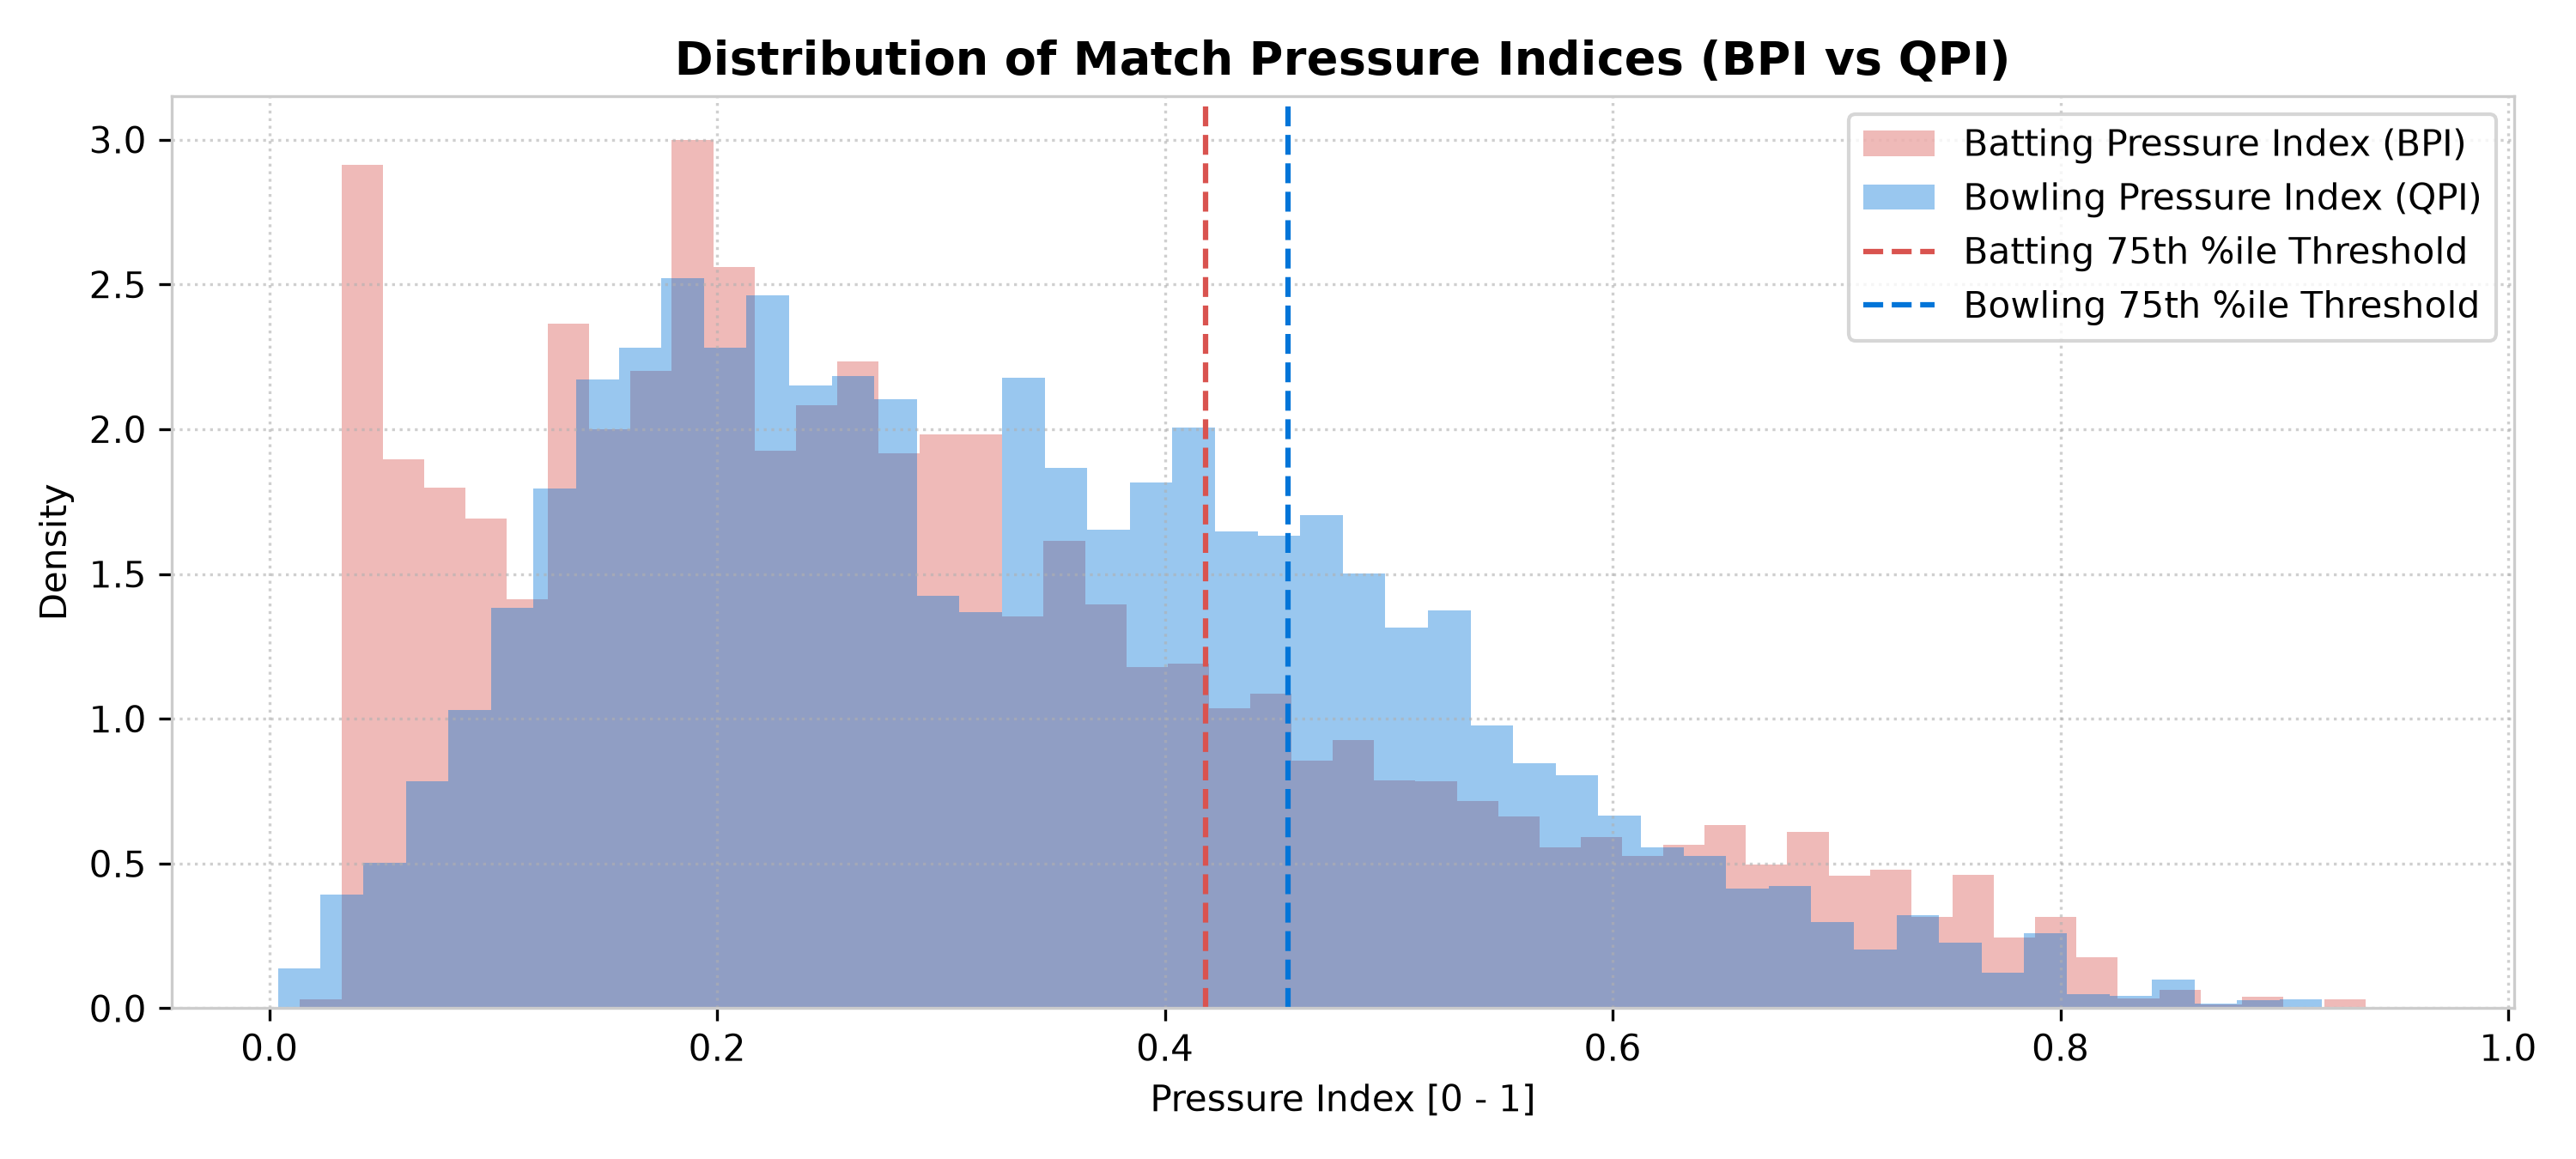 Distribution of Match Pressure Indices (BPI vs QPI)
Batting Pressure Index (BPI)
Bowling Pressure Index (QPI)
Batting 75th %ile Threshold
Bowling 75th %ile Threshold
Density
3.0
2.5
2.0
1.5
1.0
0.5
0.0
0.0 0.2 0.4 0.6 0.8 1.0
Pressure Index [0 - 1]